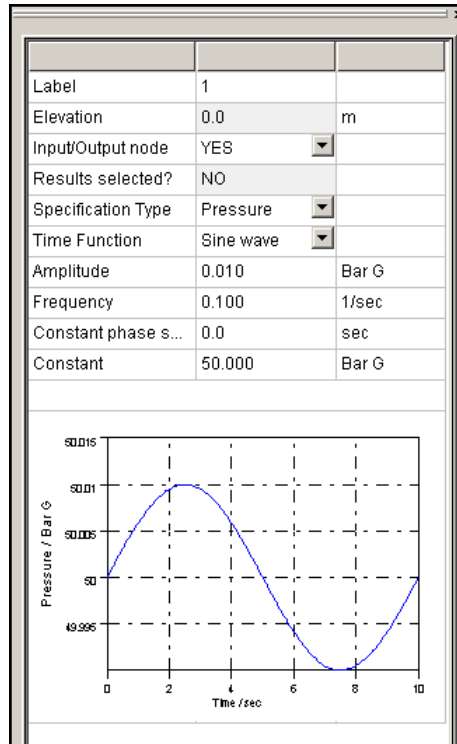 Label 1
Elevation 0.0 m
Input/Output node YES
Results selected? NO
Specification Type Pressure
Time Function Sine wave
Amplitude 0.010 Bar G
Frequency 0.100 1/sec
Constant phase s... 0.0 sec
Constant 50.000 Bar G
50.015
50.01
50.005
50
49.995
Pressure / Bar G
0 2 4 6 8 10
Time /sec